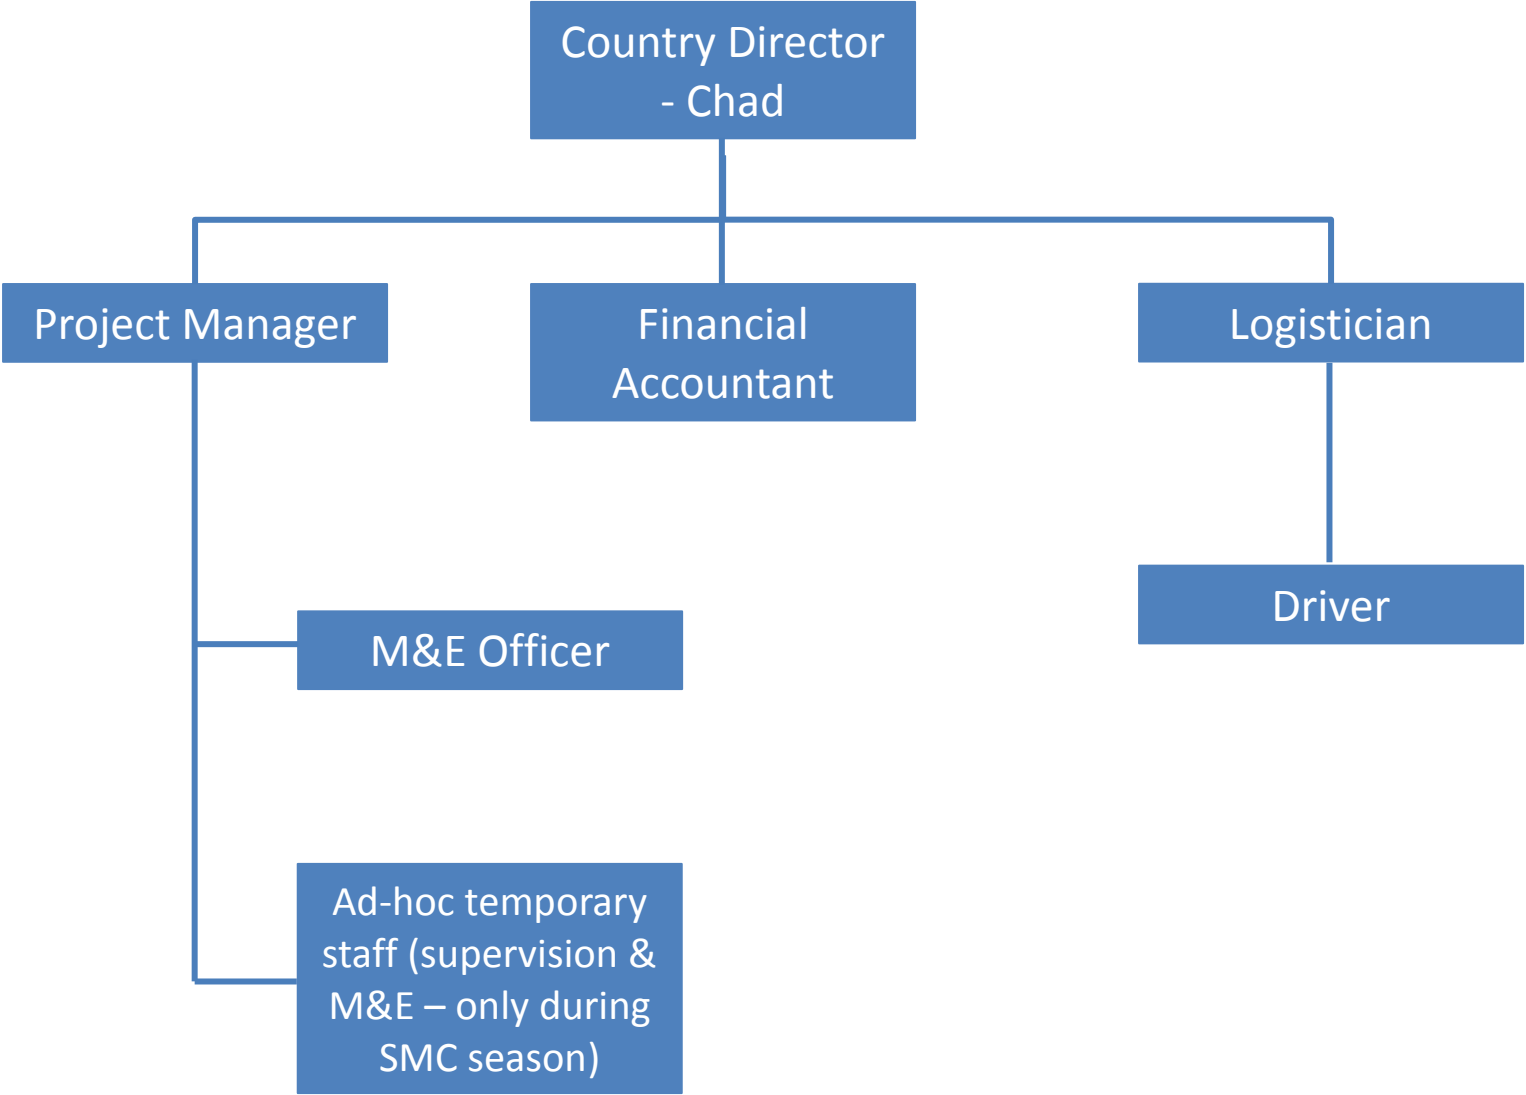 Country Director
- Chad
Project Manager
Financial
Accountant
Logistician
Driver
M&E Officer
Ad-hoc temporary
staff (supervision &
M&E – only during
SMC season)